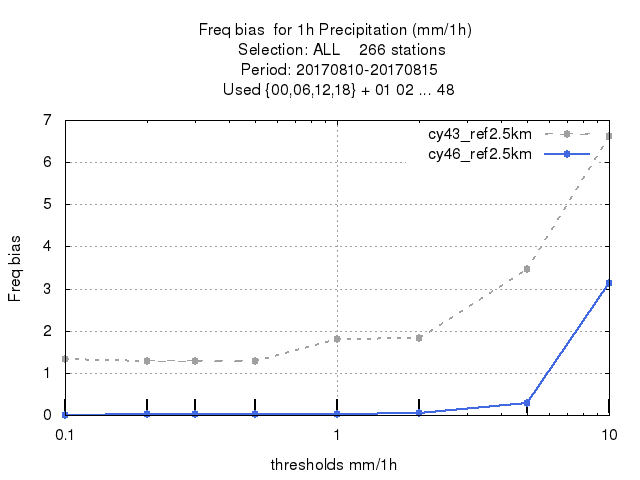 Freq bias  for 1h Precipitation (mm/1h)
Selection: ALL    266 stations
Period: 20170810-20170815
Used {00,06,12,18} + 01 02 ... 48
cy43_ref2.5km
cy46_ref2.5km
7
6
5
4
3
2
1
0
Freq bias
0.1
1
10
thresholds mm/1h